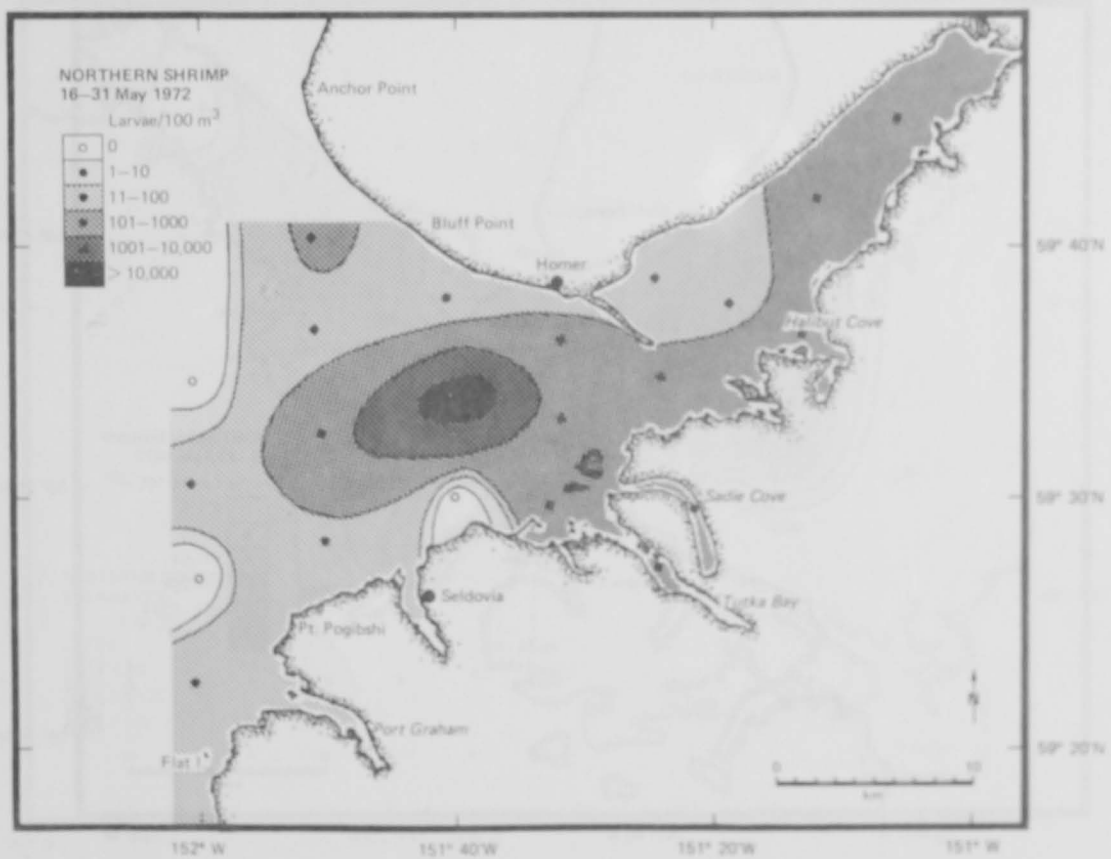 NORTHERN SHRIMP
16–31 May 1972
Larvae/100 m³
0
1–10
11–100
101–1000
1001–10,000
> 10,000
Anchor Point
Bluff Point
Homer
Halibut Cove
Sadie Cove
Tutka Bay
Seldovia
Pt. Pogibshi
Port Graham
Flat I
N
0 10
km
59° 40'N
59° 30'N
59° 20'N
152° W
151° 40'W
151° 20'W
151° W